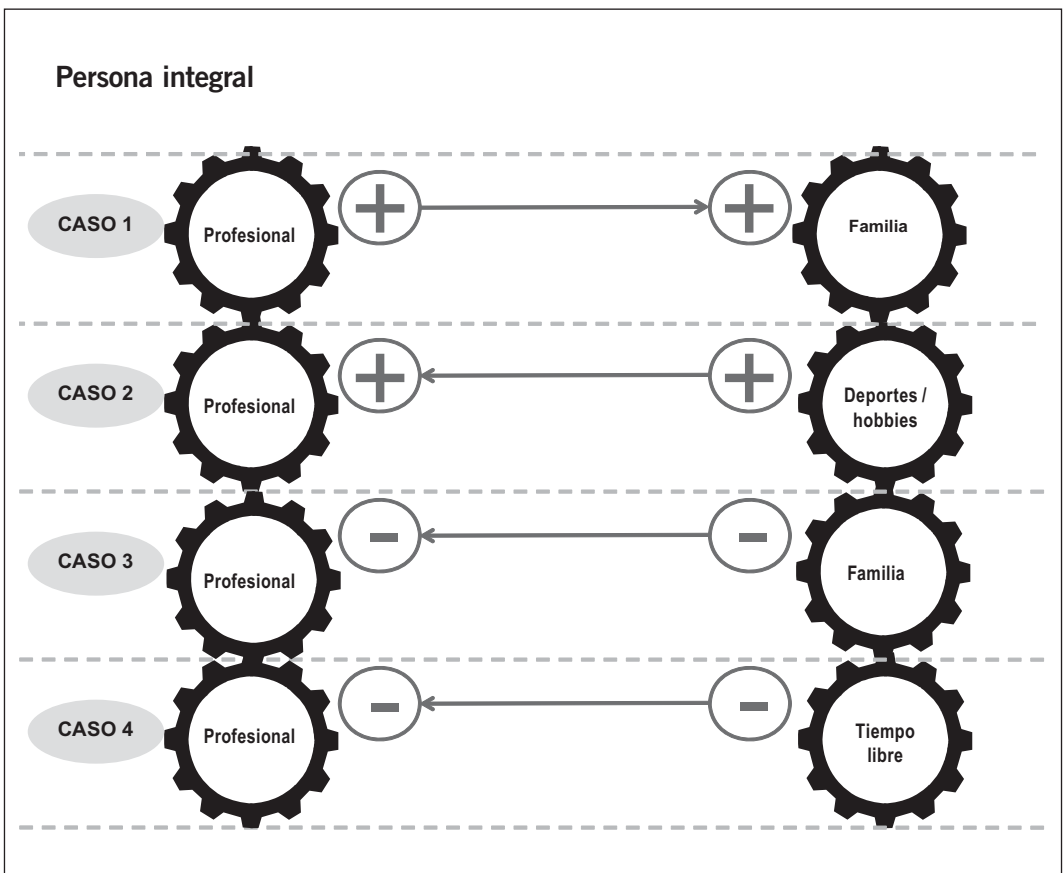 Persona integral
CASO 1
Profesional
+
+
Familia
CASO 2
Profesional
+
+
Deportes /
hobbies
CASO 3
Profesional
-
-
Familia
CASO 4
Profesional
-
-
Tiempo
libre